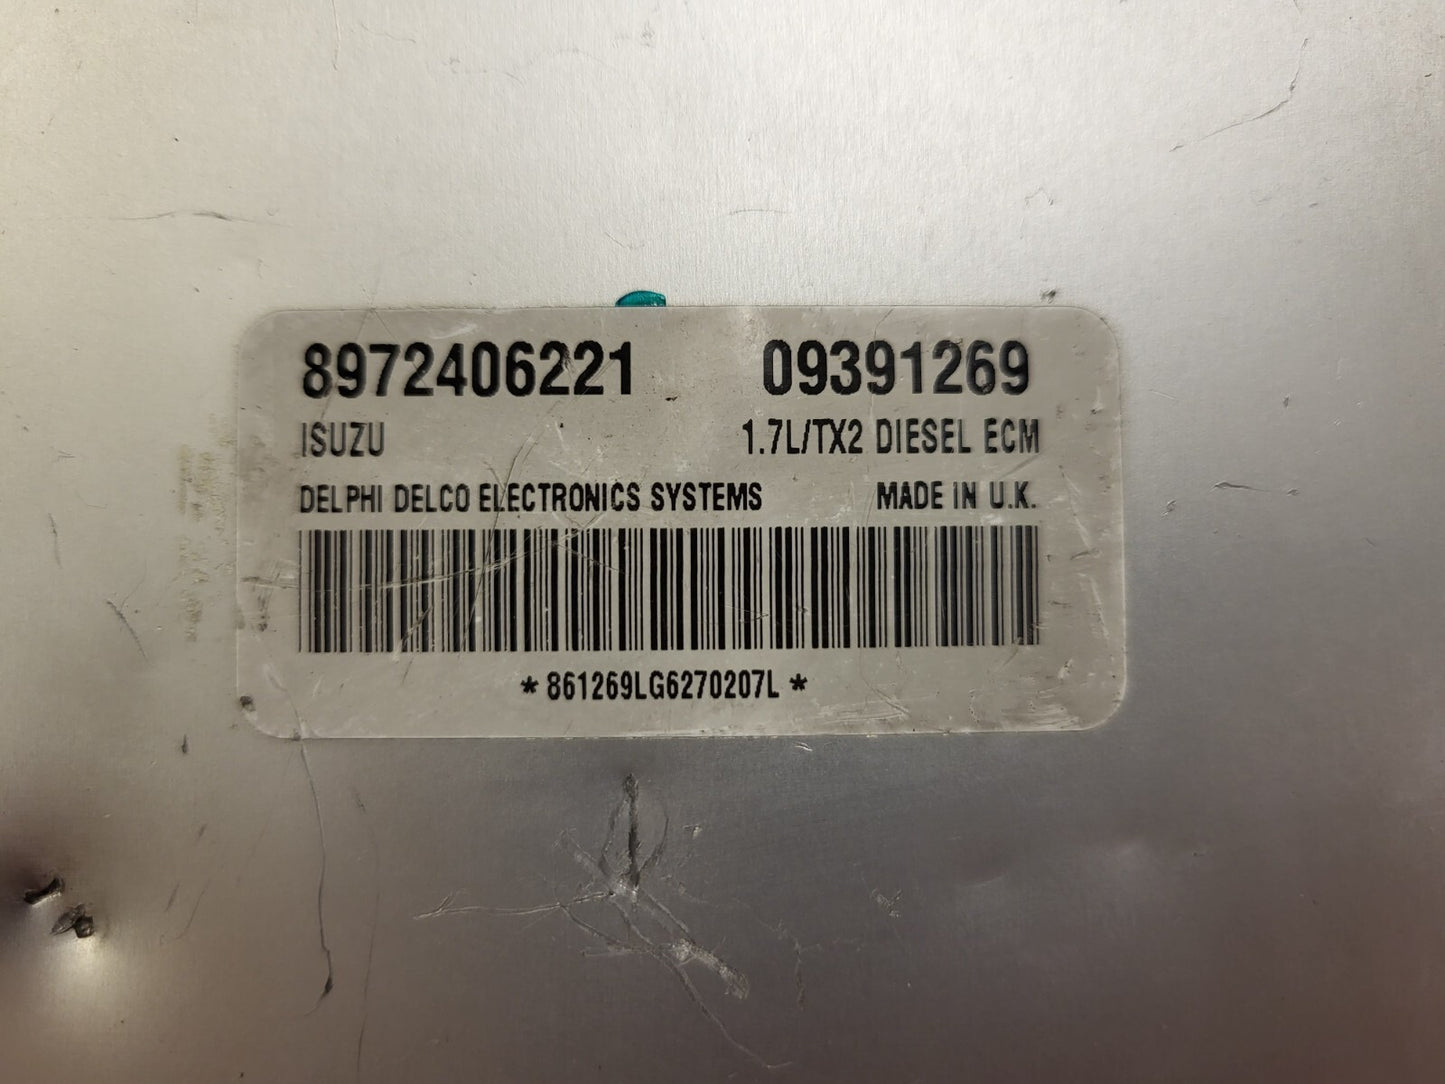 8972406221 09391269
ISUZU 1.7L/TX2 DIESEL ECM
DELPHI DELCO ELECTRONICS SYSTEMS MADE IN U.K.
*861269LG6270207L*